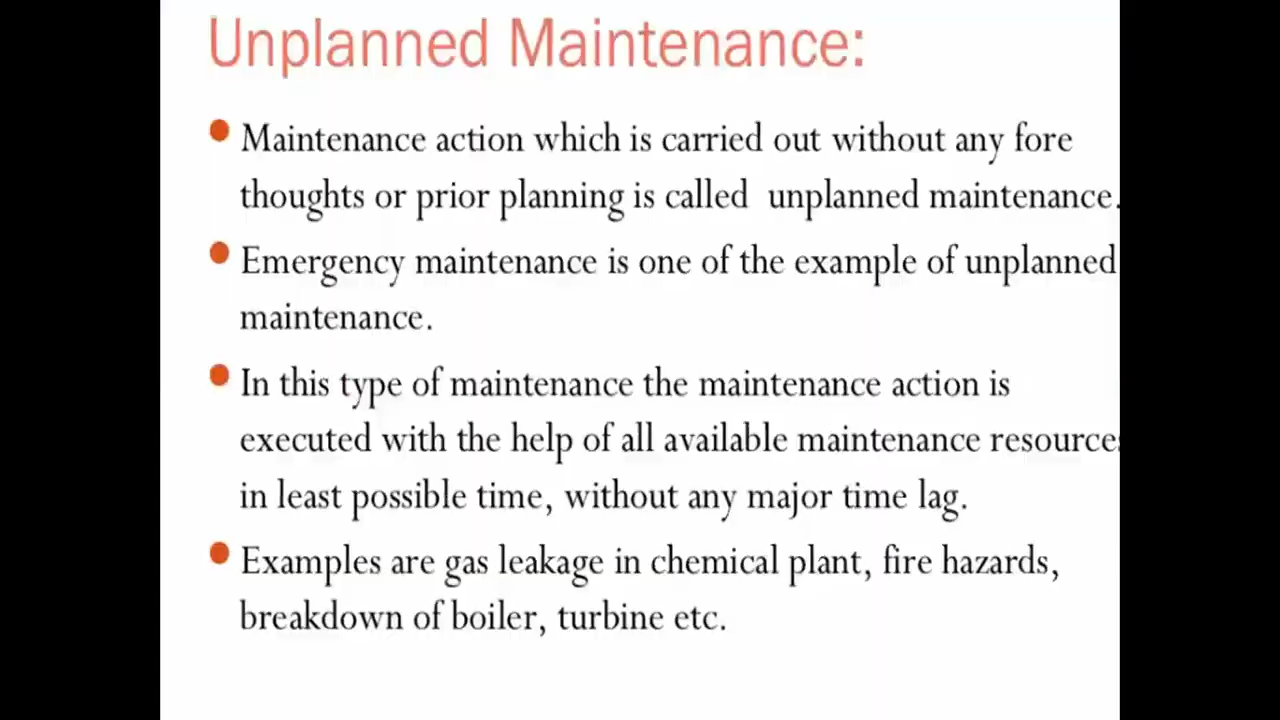 Unplanned Maintenance:
Maintenance action which is carried out without any fore
thoughts or prior planning is called unplanned maintenance.
Emergency maintenance is one of the example of unplanned
maintenance.
In this type of maintenance the maintenance action is
executed with the help of all available maintenance resources
in least possible time, without any major time lag.
Examples are gas leakage in chemical plant, fire hazards,
breakdown of boiler, turbine etc.